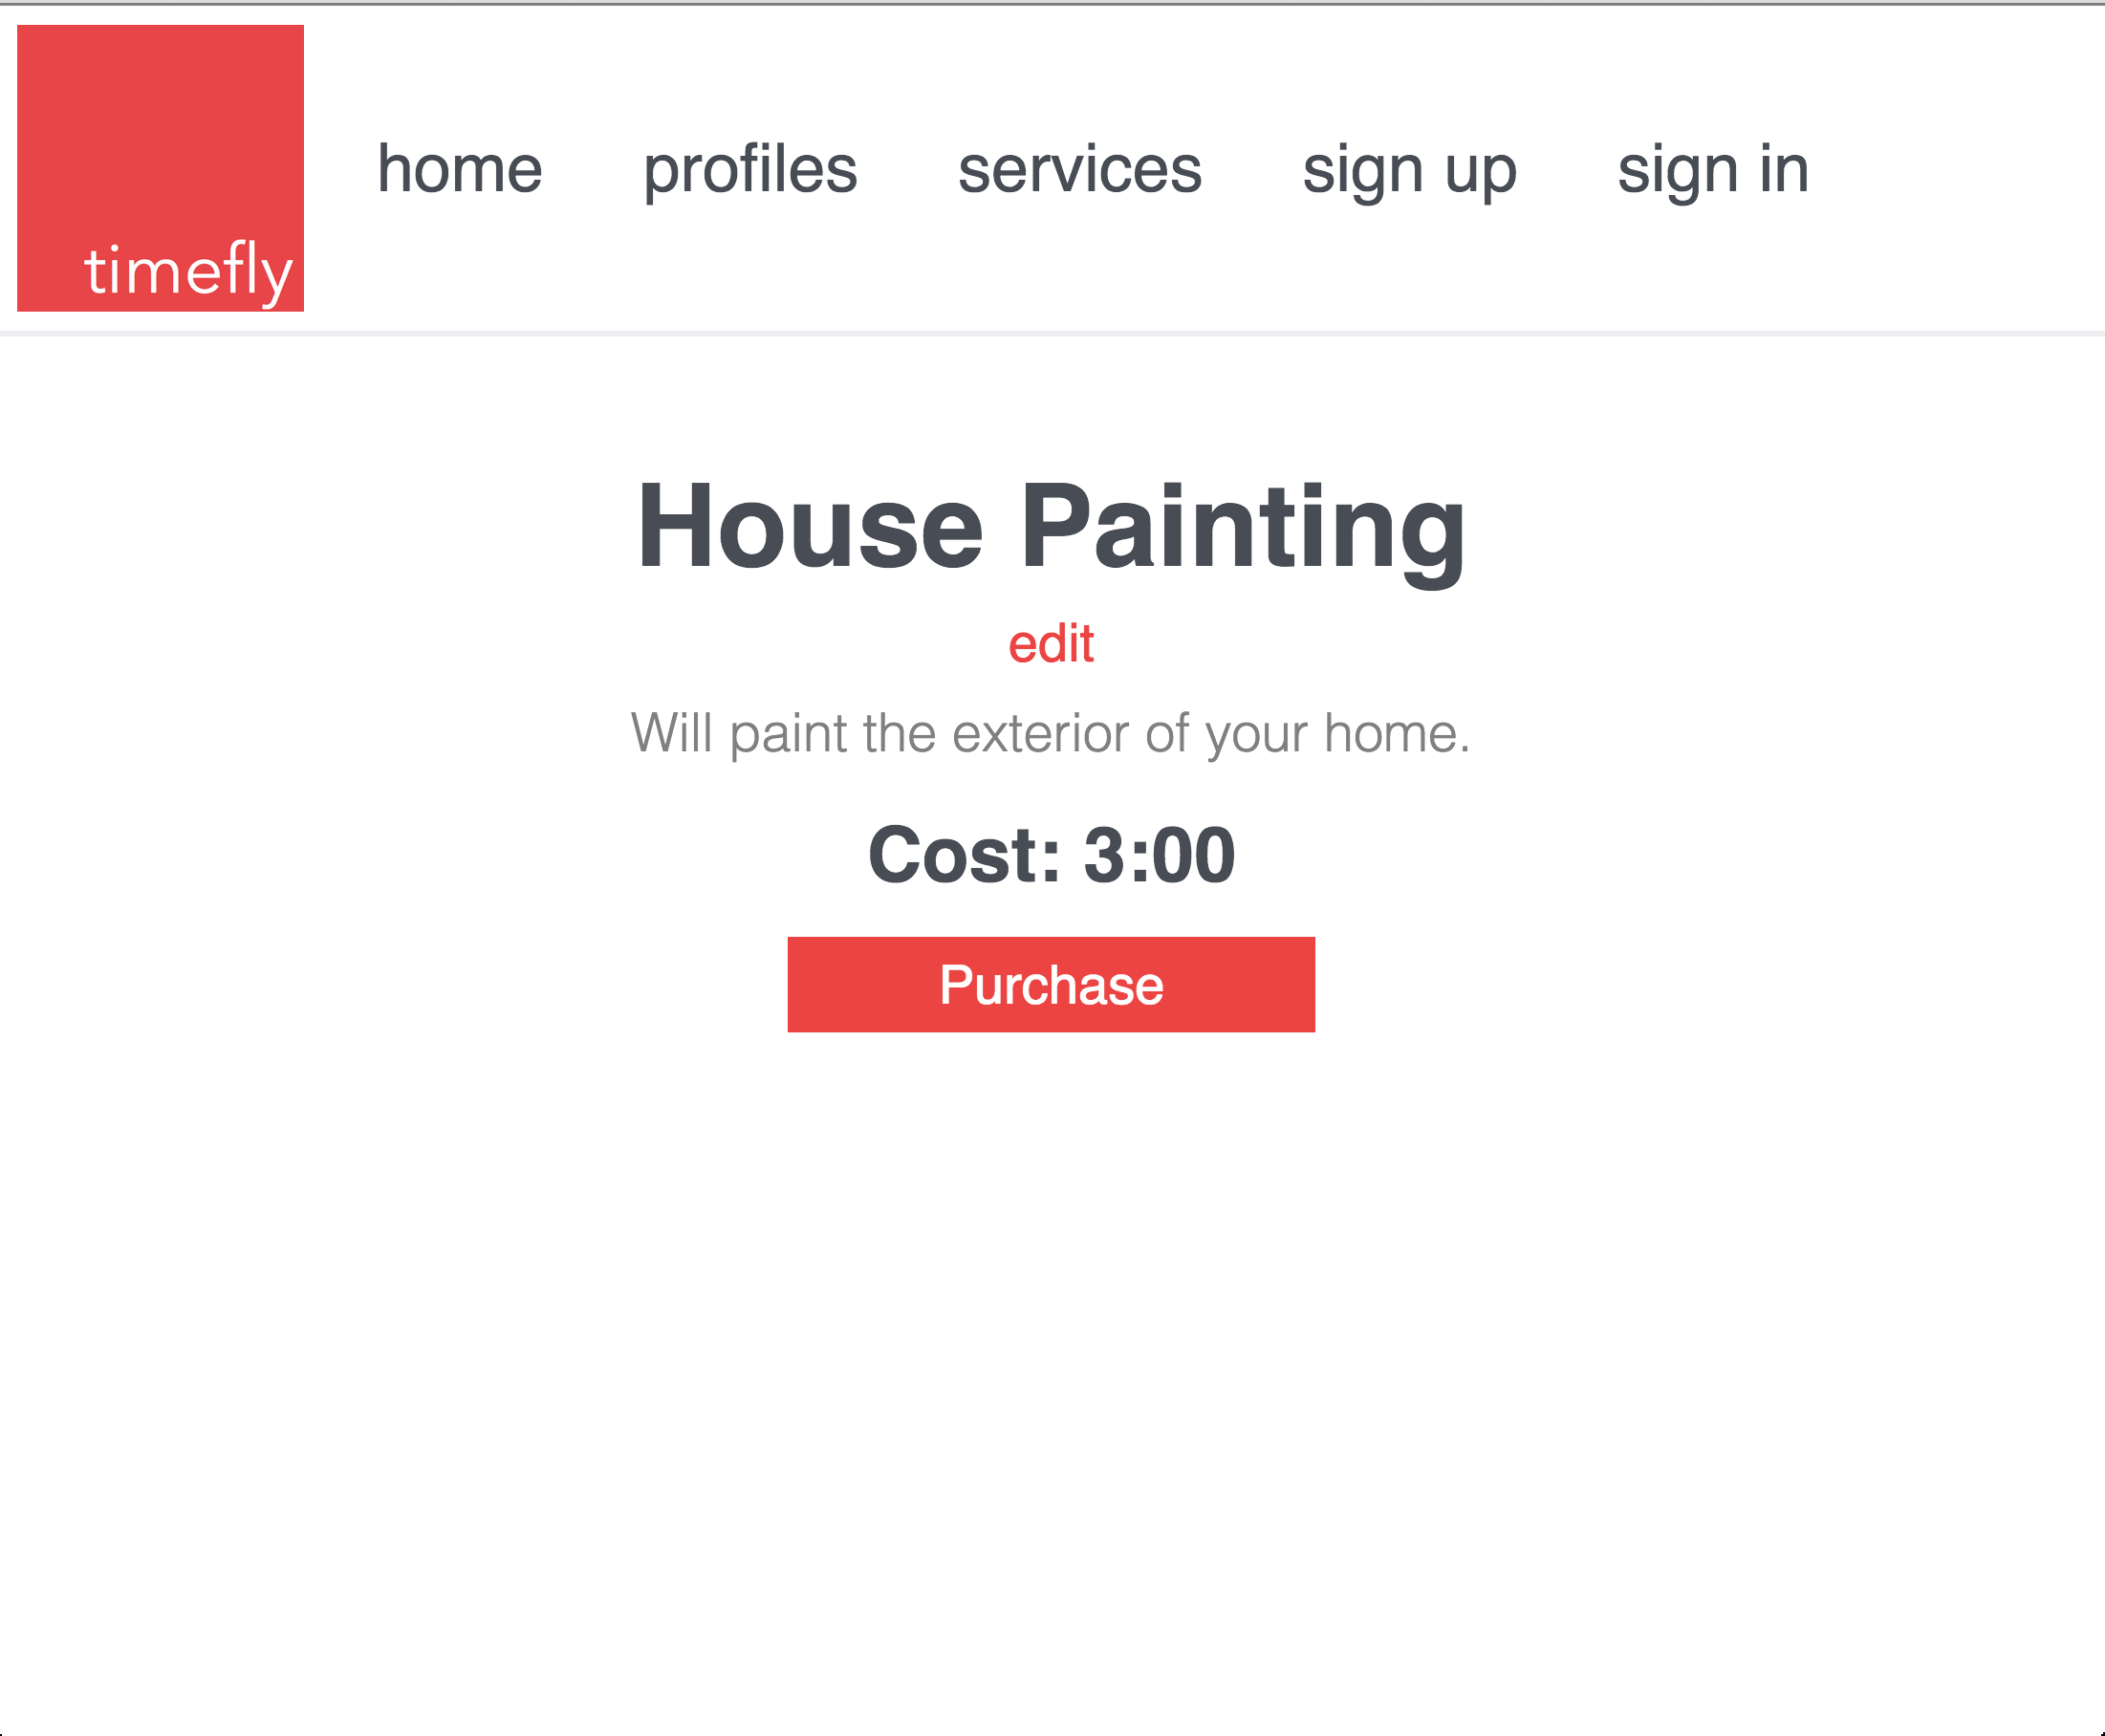 timefly
home profiles services sign up sign in
House Painting
edit
Will paint the exterior of your home.
Cost: 3:00
Purchase